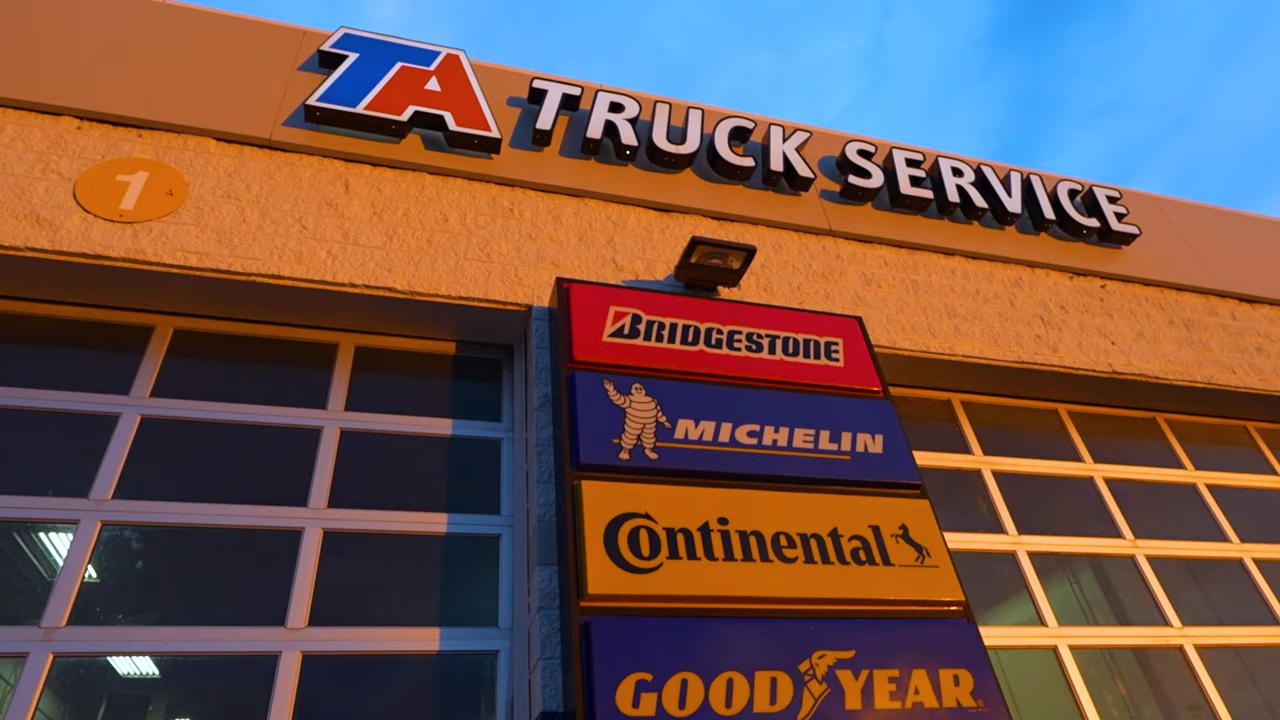 TA TRUCK SERVICE
1
BRIDGESTONE
MICHELIN
Continental
GOODYEAR